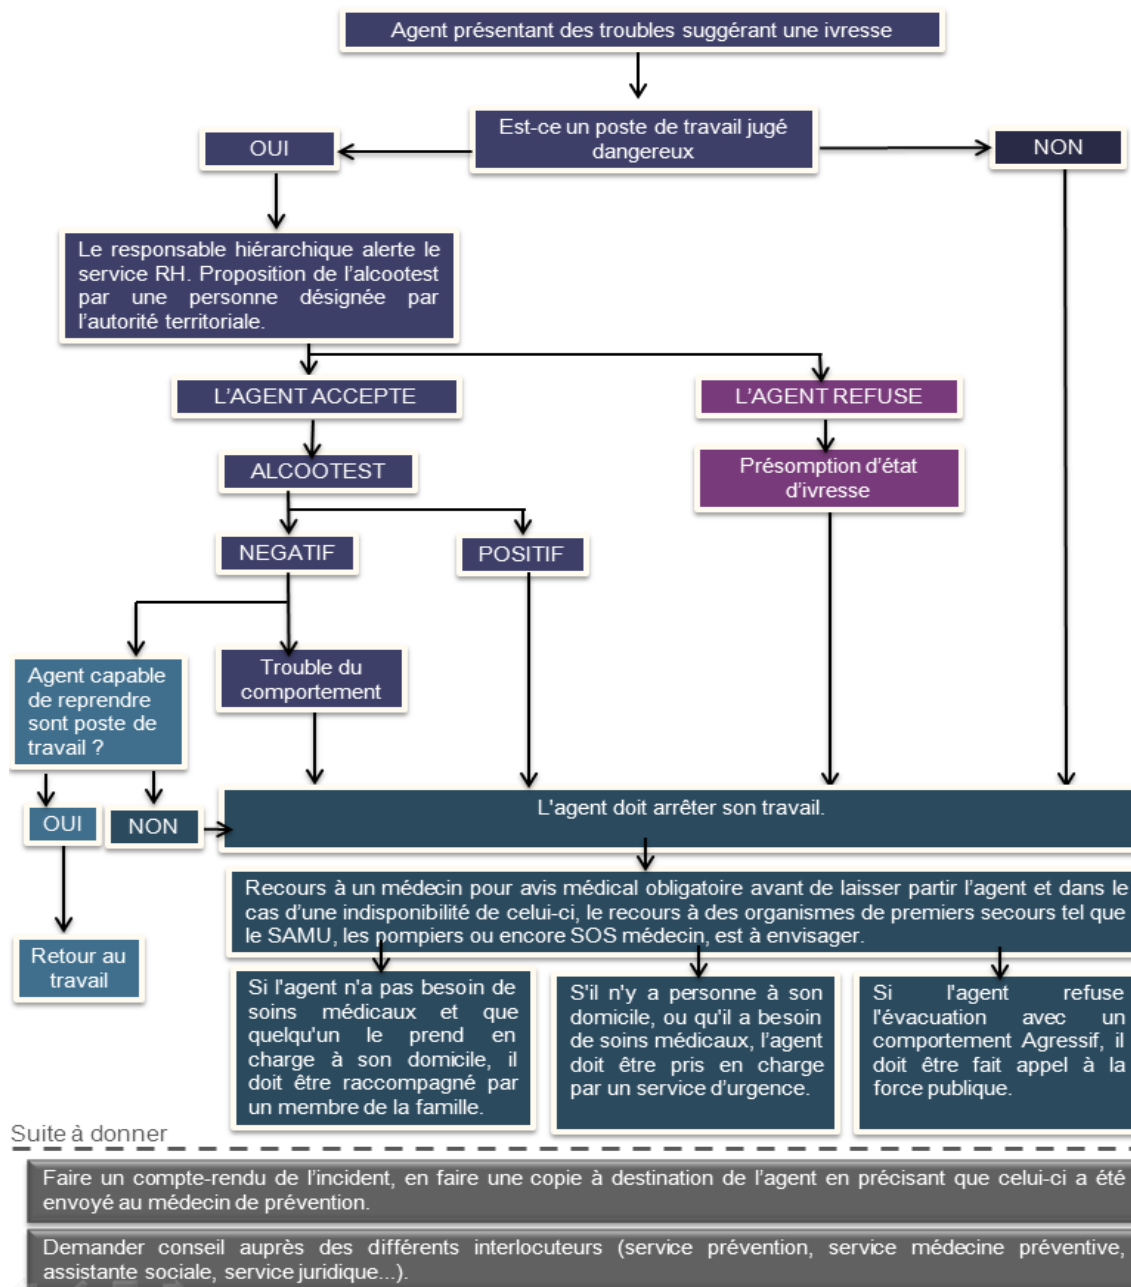 Agent présentant des troubles suggérant une ivresse
Est-ce un poste de travail jugé
dangereux
OUI
NON
Le responsable hiérarchique alerte le
service RH. Proposition de l'alcootest
par une personne désignée par
l'autorité territoriale.
L'AGENT ACCEPTE
L'AGENT REFUSE
ALCOOTEST
Présomption d'état
d'ivresse
NEGATIF
POSITIF
Agent capable
de reprendre
sont poste de
travail ?
Trouble du
comportement
OUI
NON
L'agent doit arrêter son travail.
Recours à un médecin pour avis médical obligatoire avant de laisser partir l'agent et dans le
cas d'une indisponibilité de celui-ci, le recours à des organismes de premiers secours tel que
le SAMU, les pompiers ou encore SOS médecin, est à envisager.
Retour au
travail
Si l'agent n'a pas besoin de
soins médicaux et que
quelqu'un le prend en
charge à son domicile, il
doit être raccompagné par
un membre de la famille.
S'il n'y a personne à son
domicile, ou qu'il a besoin
de soins médicaux, l'agent
doit être pris en charge
par un service d'urgence.
Si l'agent refuse
l'évacuation avec un
comportement Agressif, il
doit être fait appel à la
force publique.
Suite à donner
Faire un compte-rendu de l'incident, en faire une copie à destination de l'agent en précisant que celui-ci a été
envoyé au médecin de prévention.
Demander conseil auprès des différents interlocuteurs (service prévention, service médecine préventive,
assistante sociale, service juridique...).